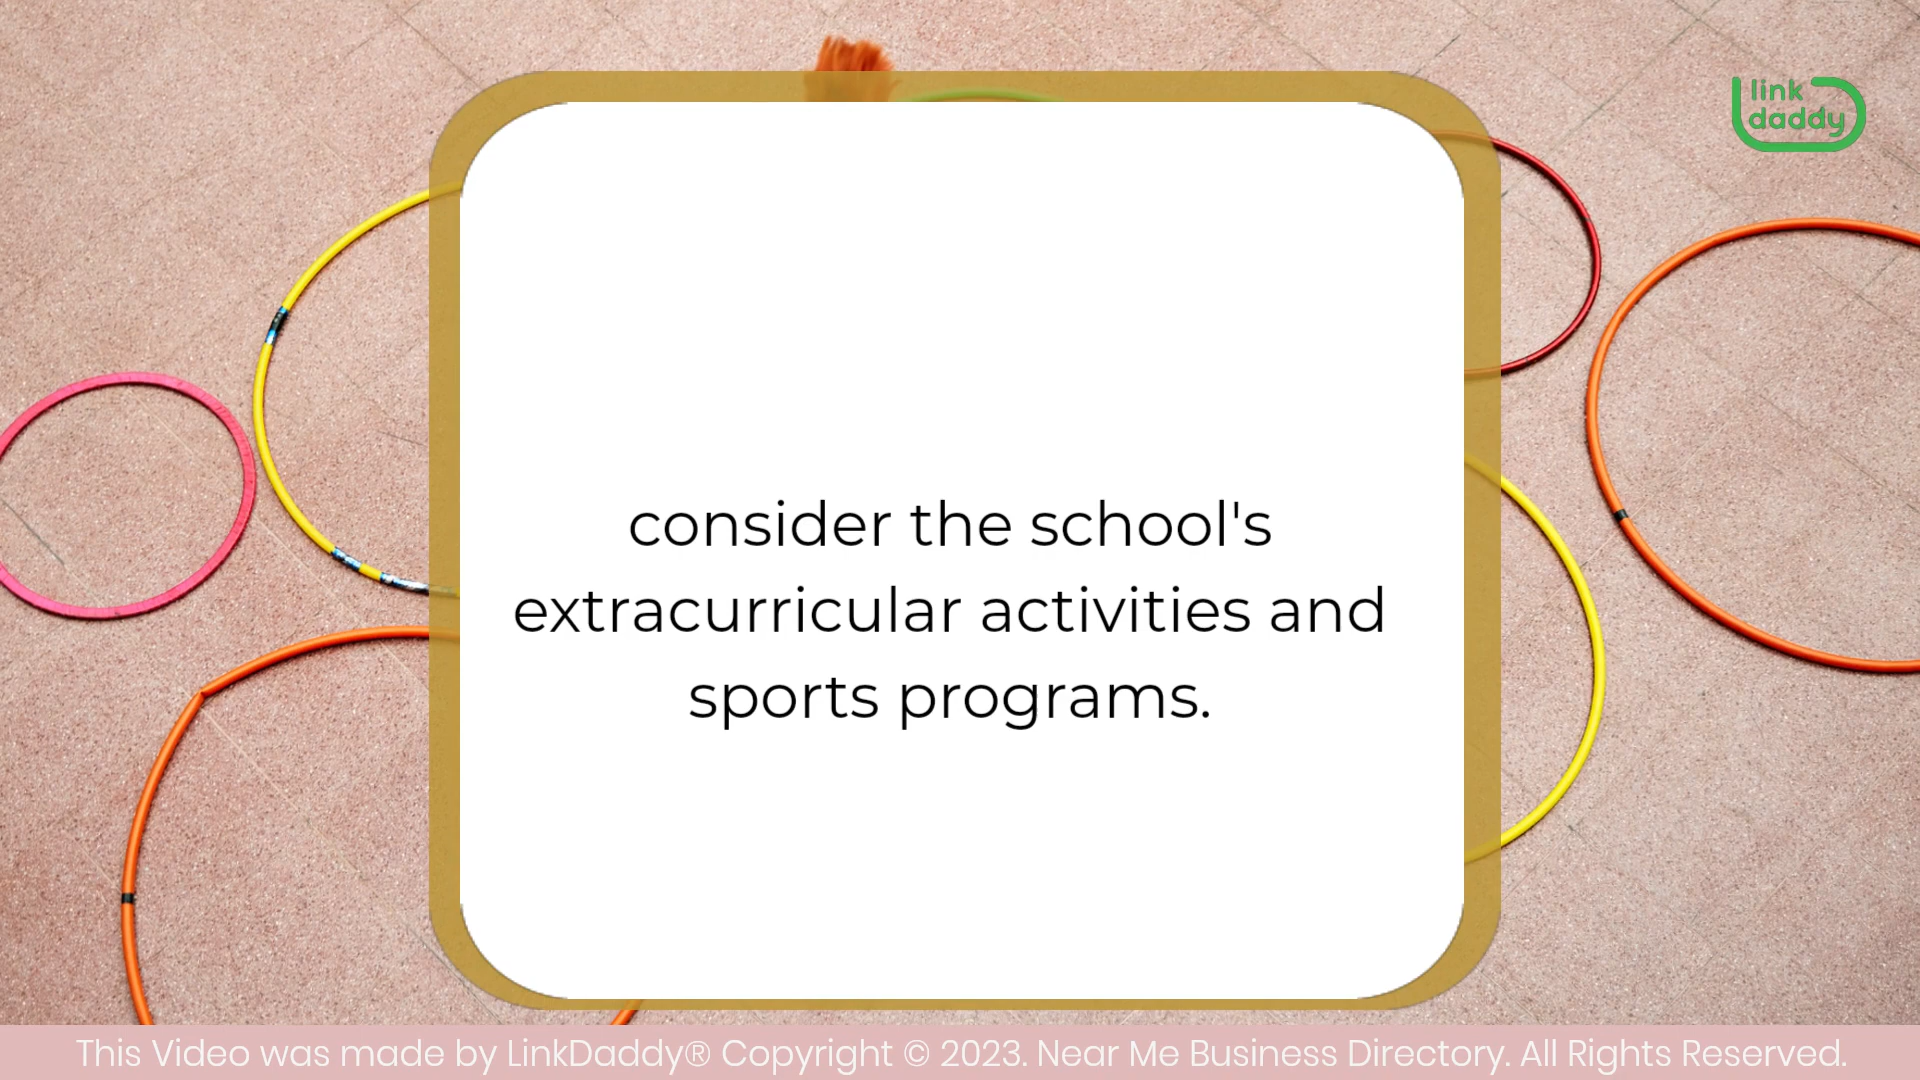 link
daddy
consider the school's
extracurricular activities and
sports programs.
This Video was made by LinkDaddy® Copyright © 2023. Near Me Business Directory. All Rights Reserved.